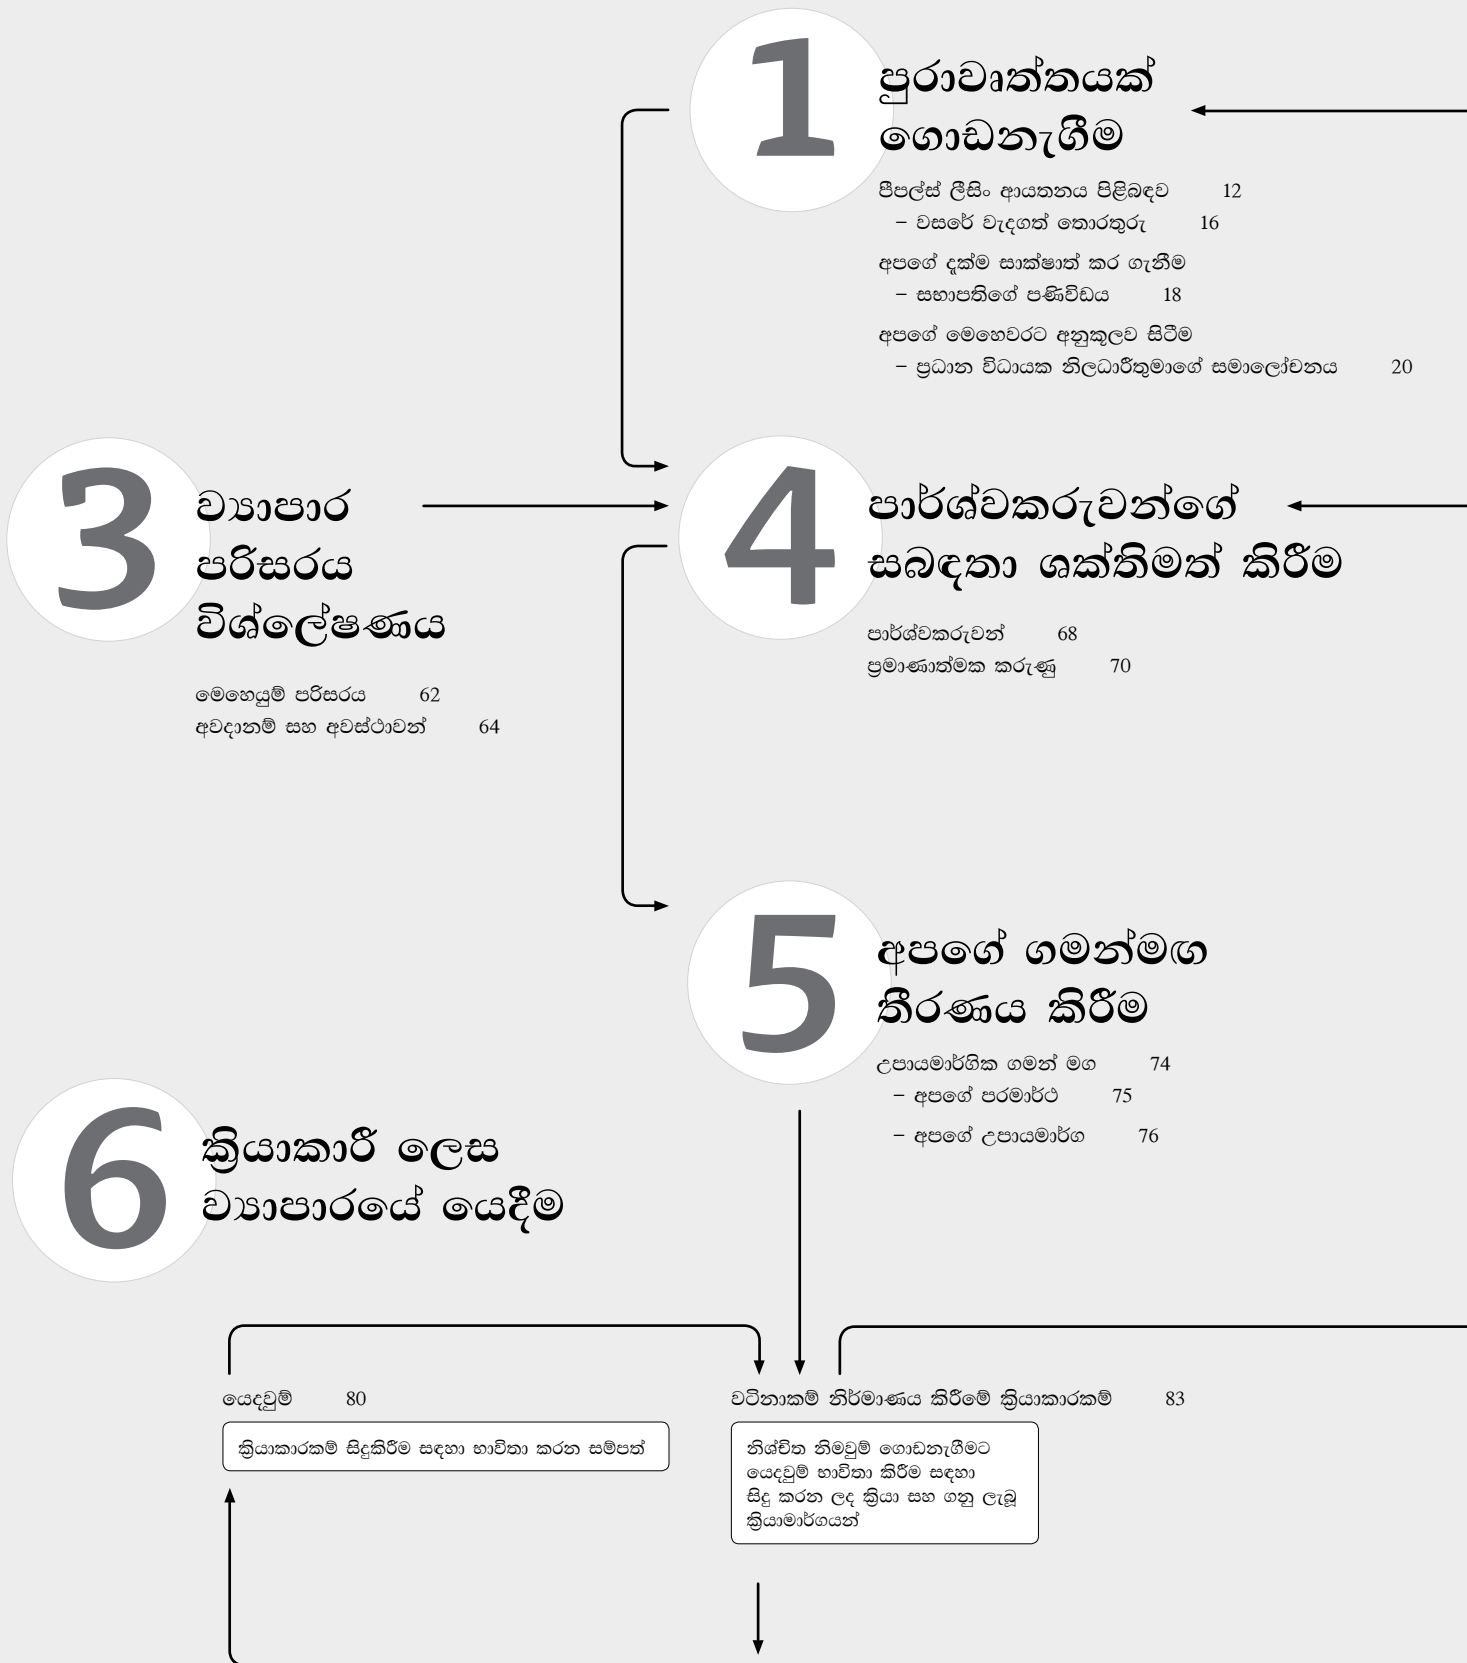 1
පුරාවෘත්තයක්
ගොඩනැගීම
පීපල්ස් ලීසිං ආයතනය පිළිබඳව 12
– වසරේ වැදගත් තොරතුරු 16
අපගේ දැක්ම සාක්ෂාත් කර ගැනීම
– සභාපතිගේ පණිවිඩය 18
අපගේ මෙහෙවරට අනුකූලව සිටීම
– ප්‍රධාන විධායක නිලධාරීතුමාගේ සමාලෝචනය 20
3
ව්‍යාපාර
පරිසරය
විශ්ලේෂණය
මෙහෙයුම් පරිසරය 62
අවදානම් සහ අවස්ථාවන් 64
4
පාර්ශ්වකරුවන්ගේ
සබඳතා ශක්තිමත් කිරීම
පාර්ශ්වකරුවන් 68
ප්‍රමාණාත්මක කරුණු 70
5
අපගේ ගමන්මඟ
තීරණය කිරීම
උපායමාර්ගික ගමන් මග 74
– අපගේ පරමාර්ථ 75
– අපගේ උපායමාර්ග 76
6
ක්‍රියාකාරී ලෙස
ව්‍යාපාරයේ යෙදීම
යෙදවුම් 80
ක්‍රියාකාරකම් සිදුකිරීම සඳහා භාවිතා කරන සම්පත්
වටිනාකම් නිර්මාණය කිරීමේ ක්‍රියාකාරකම් 83
නිශ්චිත නිමවුම් ගොඩනැගීමට
යෙදවුම් භාවිතා කිරීම සඳහා
සිදු කරන ලද ක්‍රියා සහ ගනු ලැබූ
ක්‍රියාමාර්ගයන්